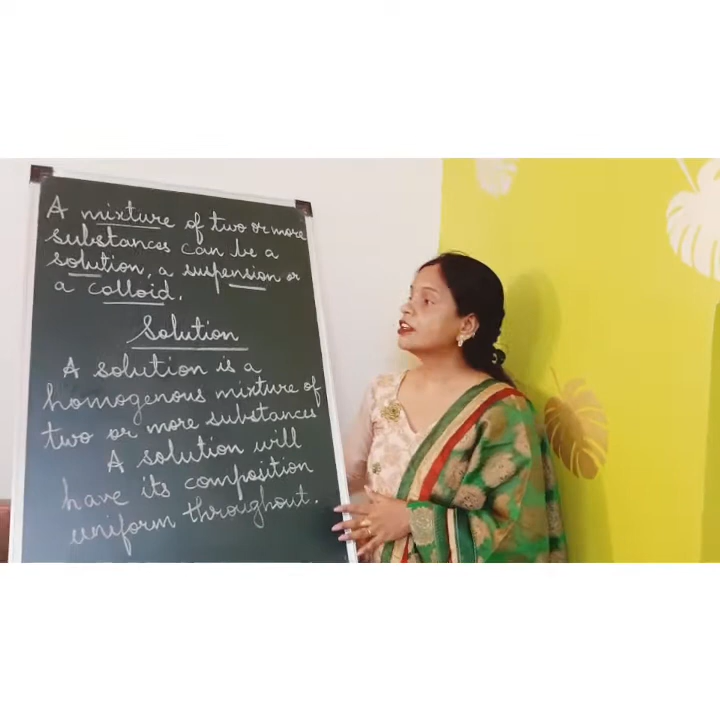 A mixture of two or more
substances can be a
solution, a suspension or
a colloid.
Solution
A solution is a
homogenous mixture of
two or more substances
A solution will
have its composition
uniform throughout.